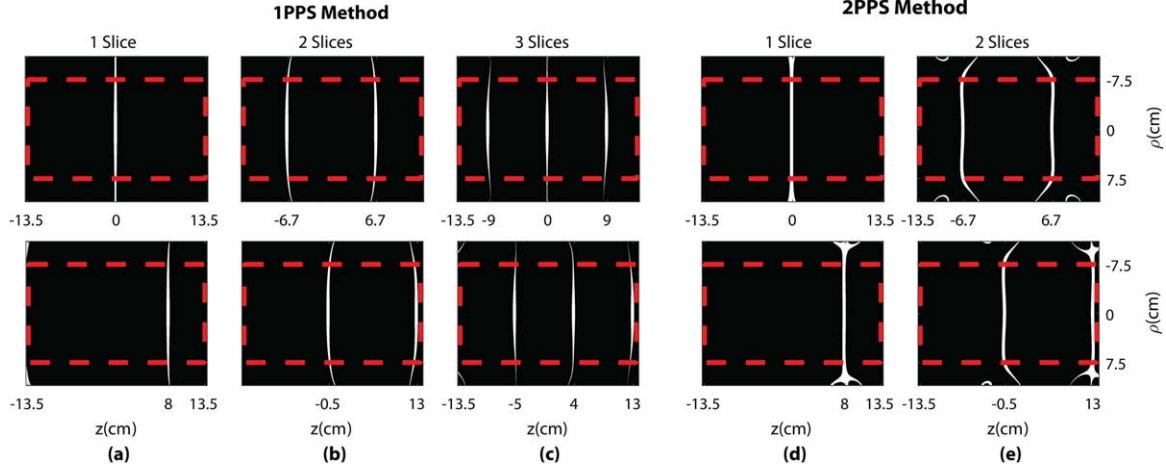 1PPS Method
2PPS Method
1 Slice
2 Slices
3 Slices
1 Slice
2 Slices
-7.5
0
7.5
ρ(cm)
-13.5 0 13.5
-6.7 6.7
-13.5 -9 0 9
-13.5 0 13.5
-13.5 -6.7 6.7
-7.5
0
7.5
ρ(cm)
-13.5 8 13.5
-0.5 13
-13.5 -5 4 13
-13.5 8 13.5
-13.5 -0.5 13
z(cm)
z(cm)
z(cm)
z(cm)
z(cm)
(a)
(b)
(c)
(d)
(e)